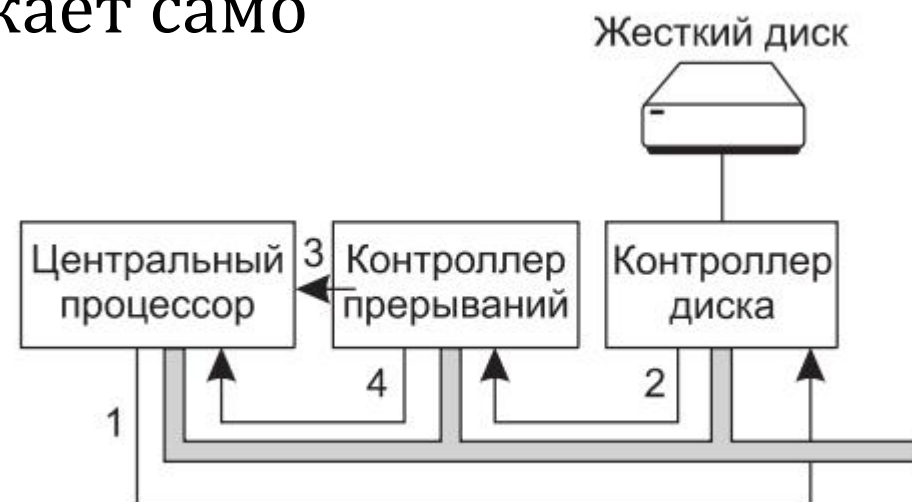 кает само
Жесткий диск
Центральный
процессор
3
Контроллер
прерываний
Контроллер
диска
1
4
2